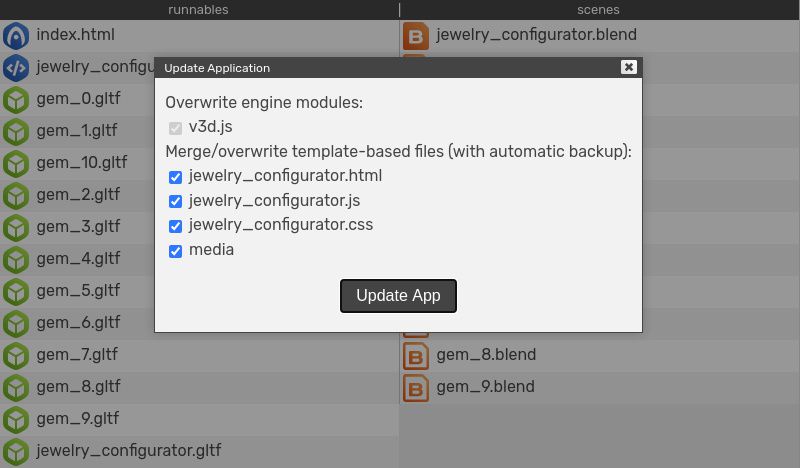 runnables
scenes
index.html
jewelry_configurator.blend
jewelry_configu
Update Application
Overwrite engine modules:
v3d.js
Merge/overwrite template-based files (with automatic backup):
jewelry_configurator.html
jewelry_configurator.js
jewelry_configurator.css
media
Update App
gem_0.gltf
gem_1.gltf
gem_10.gltf
gem_2.gltf
gem_3.gltf
gem_4.gltf
gem_5.gltf
gem_6.gltf
gem_7.gltf
gem_8.blend
gem_8.gltf
gem_9.blend
gem_9.gltf
jewelry_configurator.gltf